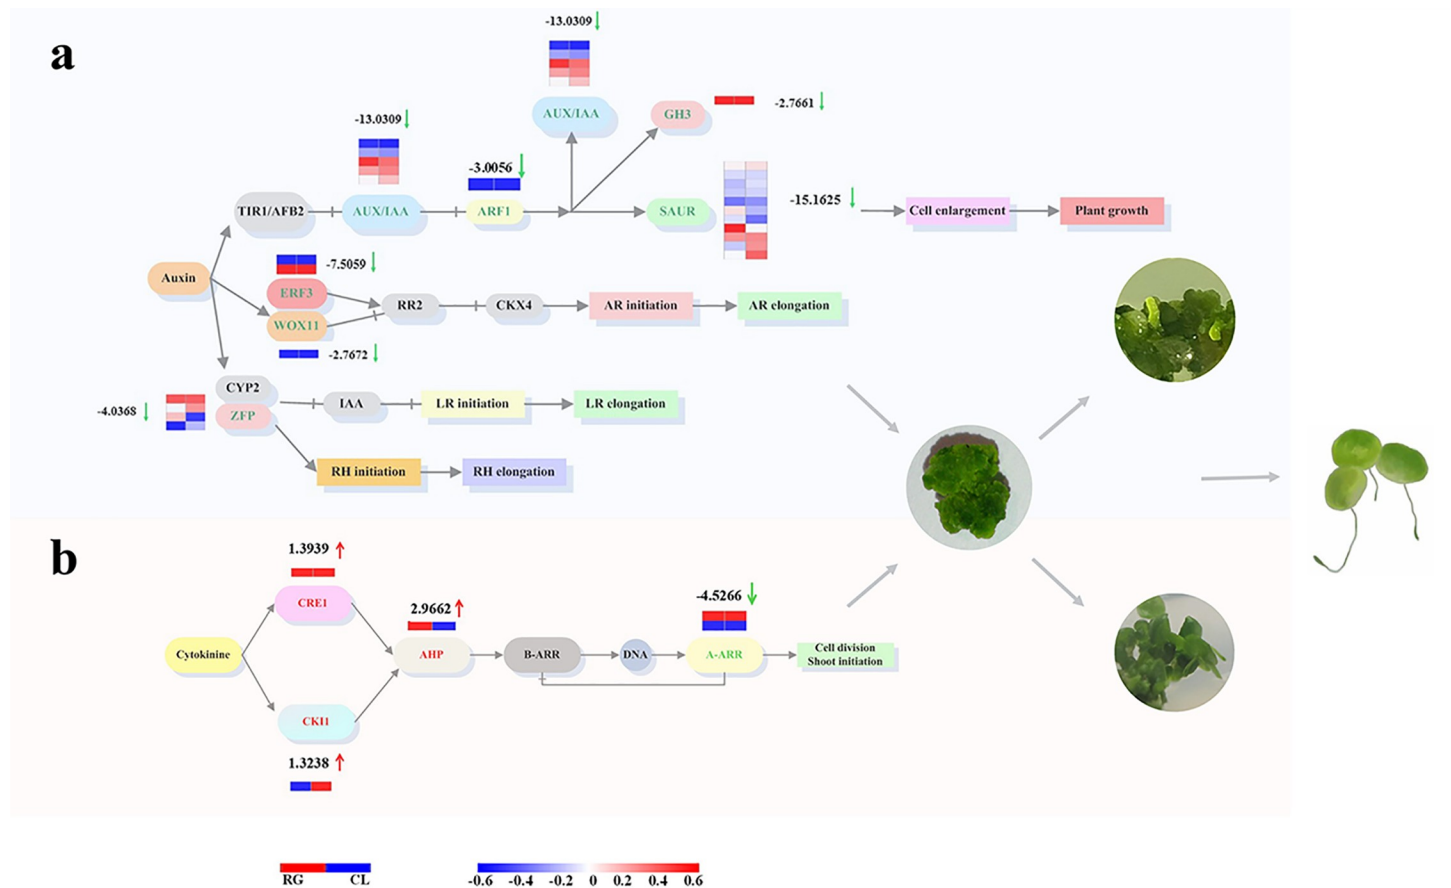 a
-13.0309
AUX/IAA
GH3
-2.7661
-13.0309
-3.0056
TIR1/AFB2
AUX/IAA
ARF1
SAUR
-15.1625
Cell enlargement
Plant growth
Auxin
-7.5059
ERF3
WOX11
-2.7672
RR2
CKX4
AR initiation
AR elongation
-4.0368
CYP2
ZFP
IAA
LR initiation
LR elongation
RH initiation
RH elongation
b
1.3939
CRE1
Cytokinine
2.9662
AHP
B-ARR
DNA
-4.5266
A-ARR
Cell division
Shoot initiation
CKI1
1.3238
RG CL
-0.6 -0.4 -0.2 0 0.2 0.4 0.6